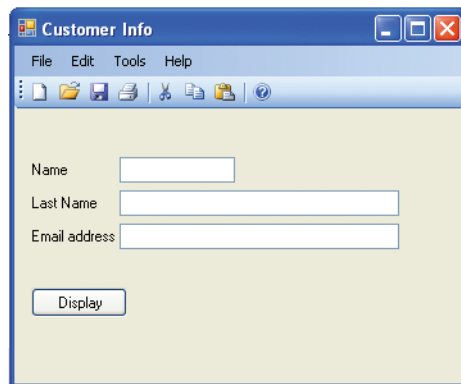 Customer Info
File Edit Tools Help
Name
Last Name
Email address
Display